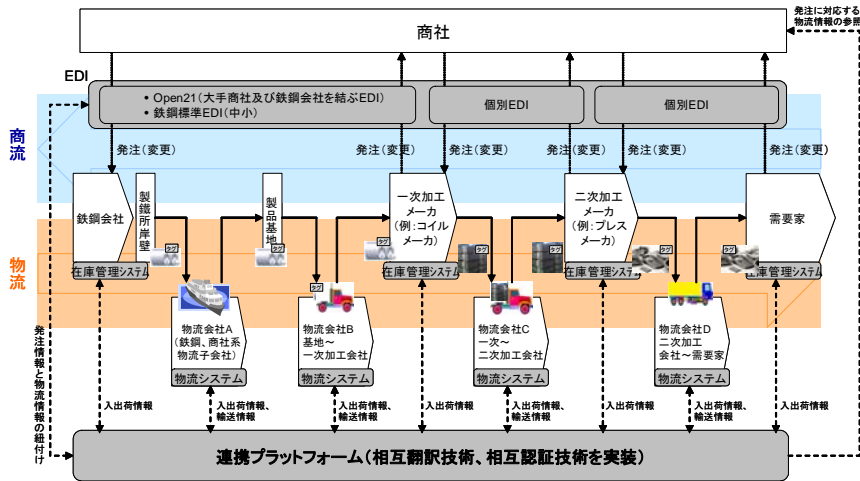 発注に対応する
物流情報の参照
商社
EDI
• Open21（大手商社及び鉄鋼会社を結ぶEDI）
• 鉄鋼標準EDI（中小）
個別EDI
個別EDI
商流
発注（変更）
発注（変更）
発注（変更）
発注（変更）
発注（変更）
発注（変更）
鉄鋼会社
製鐵所岸壁
製品基地
一次加工
メーカ
（例：コイル
メーカ）
二次加工
メーカ
（例：プレス
メーカ）
需要家
タグ
タグ
タグ
タグ
タグ
タグ
タグ
タグ
物流
在庫管理システム
在庫管理システム
在庫管理システム
在庫管理システム
物流会社A
（鉄鋼、商社系
物流子会社）
物流会社B
基地～
一次加工会社
物流会社C
一次～
二次加工会社
物流会社D
二次加工
会社～需要家
物流システム
物流システム
物流システム
物流システム
発注情報と物流情報の紐付け
入出荷情報
入出荷情報、
輸送情報
入出荷情報、
輸送情報
入出荷情報
入出荷情報、
輸送情報
入出荷情報
入出荷情報、
輸送情報
入出荷情報
連携プラットフォーム（相互翻訳技術、相互認証技術を実装）